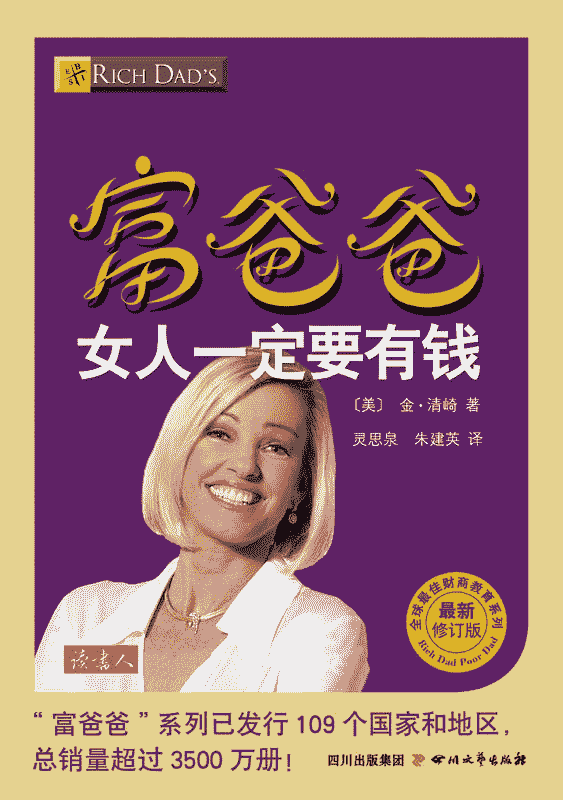 RICH DAD'S
富爸爸
女人一定要有钱
〔美〕 金·清崎 著
灵思泉 朱建英 译
全球最佳财商教育系列
最新
修订版
Rich Dad Poor Dad
读书人
“富爸爸”系列已发行109个国家和地区，
总销量超过3500万册！
四川出版集团 四川文艺出版社